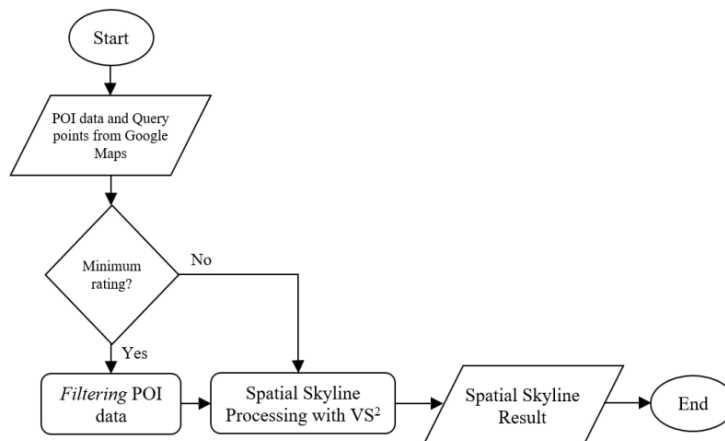 Start
POI data and Query
points from Google
Maps
Minimum
rating?
No
Yes
Filtering POI
data
Spatial Skyline
Processing with VS²
Spatial Skyline
Result
End